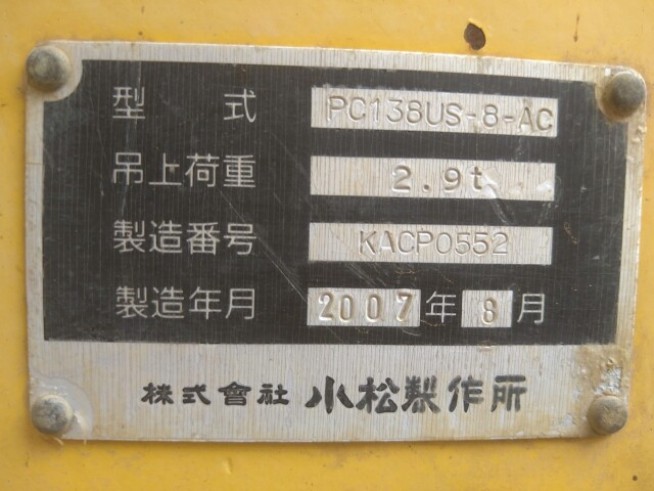 型 式 PC138US-8-AC
吊上荷重 2.9t
製造番号 KACP0552
製造年月 2007年8月
株式會社 小松製作所